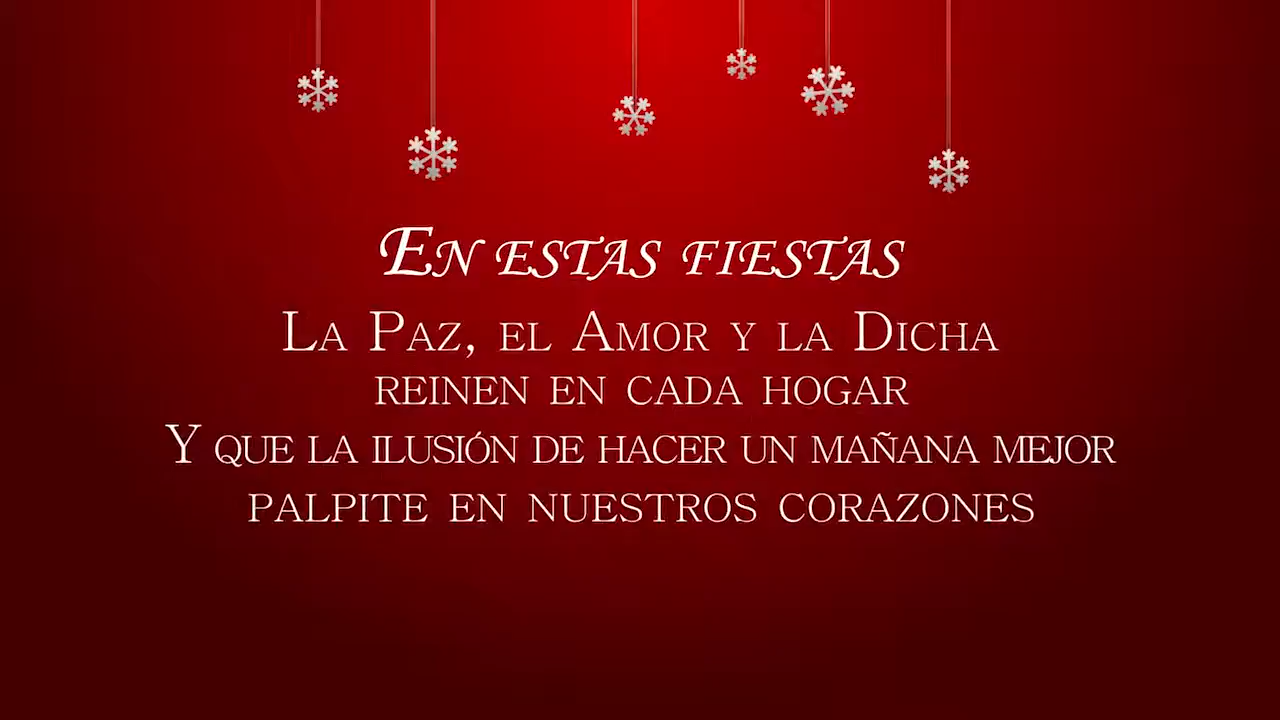 En estas fiestas
La Paz, el Amor y la Dicha
reinen en cada hogar
Y que la ilusión de hacer un mañana mejor
palpite en nuestros corazones